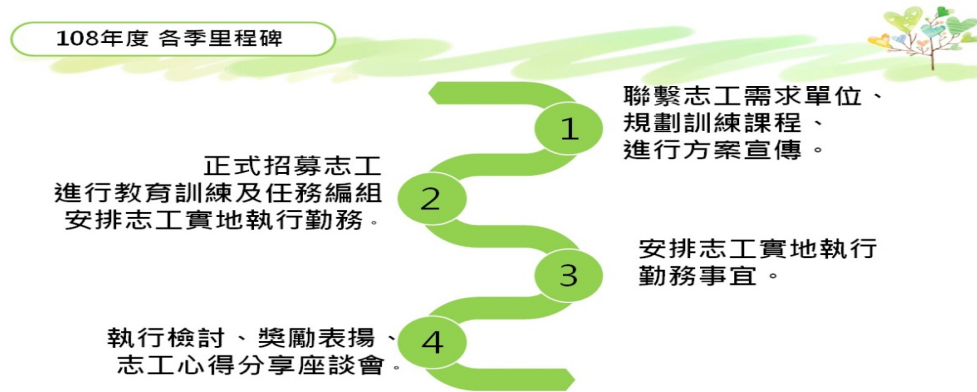 108年度 各季里程碑
1
聯繫志工需求單位、
規劃訓練課程、
進行方案宣傳。
2
正式招募志工
進行教育訓練及任務編組
安排志工實地執行勤務。
3
安排志工實地執行
勤務事宜。
4
執行檢討、獎勵表揚、
志工心得分享座談會。